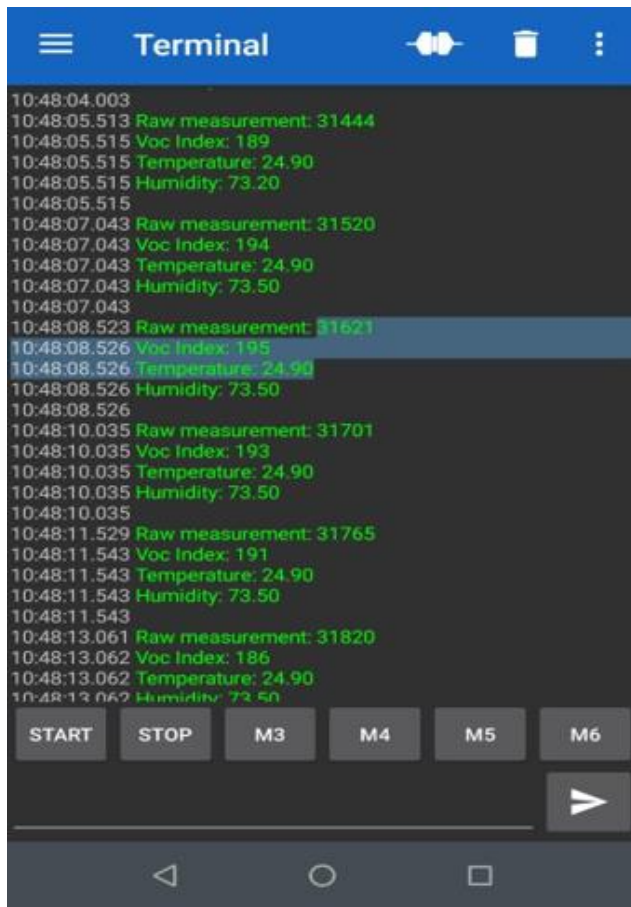 Terminal
10:48:04.003
10:48:05.513 Raw measurement: 31444
10:48:05.515 Voc Index: 189
10:48:05.515 Temperature: 24.90
10:48:05.515 Humidity: 73.20
10:48:05.515
10:48:07.043 Raw measurement: 31520
10:48:07.043 Voc Index: 194
10:48:07.043 Temperature: 24.90
10:48:07.043 Humidity: 73.50
10:48:07.043
10:48:08.523 Raw measurement: 31621
10:48:08.526 Voc Index: 195
10:48:08.526 Temperature: 24.90
10:48:08.526 Humidity: 73.50
10:48:08.526
10:48:10.035 Raw measurement: 31701
10:48:10.035 Voc Index: 193
10:48:10.035 Temperature: 24.90
10:48:10.035 Humidity: 73.50
10:48:10.035
10:48:11.529 Raw measurement: 31765
10:48:11.543 Voc Index: 191
10:48:11.543 Temperature: 24.90
10:48:11.543 Humidity: 73.50
10:48:11.543
10:48:13.061 Raw measurement: 31820
10:48:13.062 Voc Index: 186
10:48:13.062 Temperature: 24.90
10:48:13.062 Humidity: 73.50
START STOP M3 M4 M5 M6